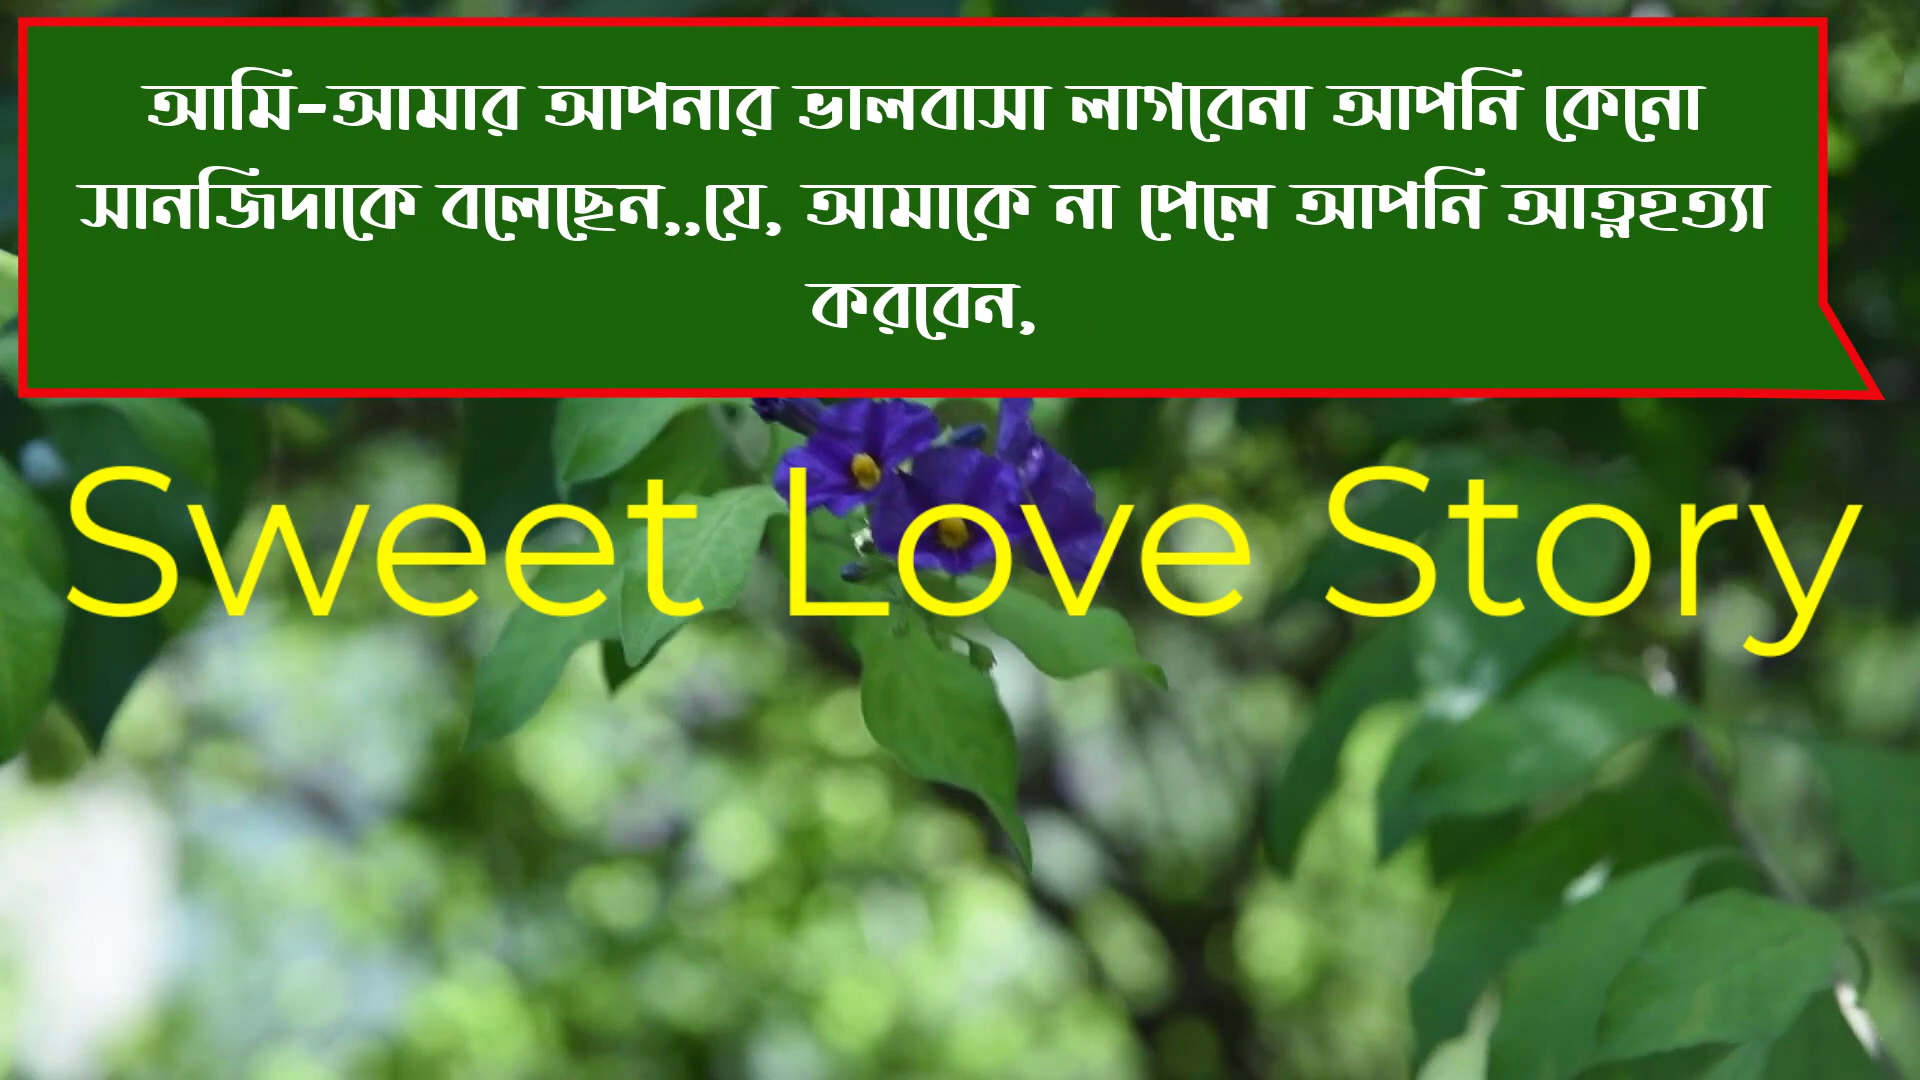 আমি-আমার আপনার ভালবাসা লাগবেনা আপনি কেনো
সানজিদাকে বলেছেন,,যে, আমাকে না পেলে আপনি আত্নহত্যা
করবেন,
Sweet Love Story